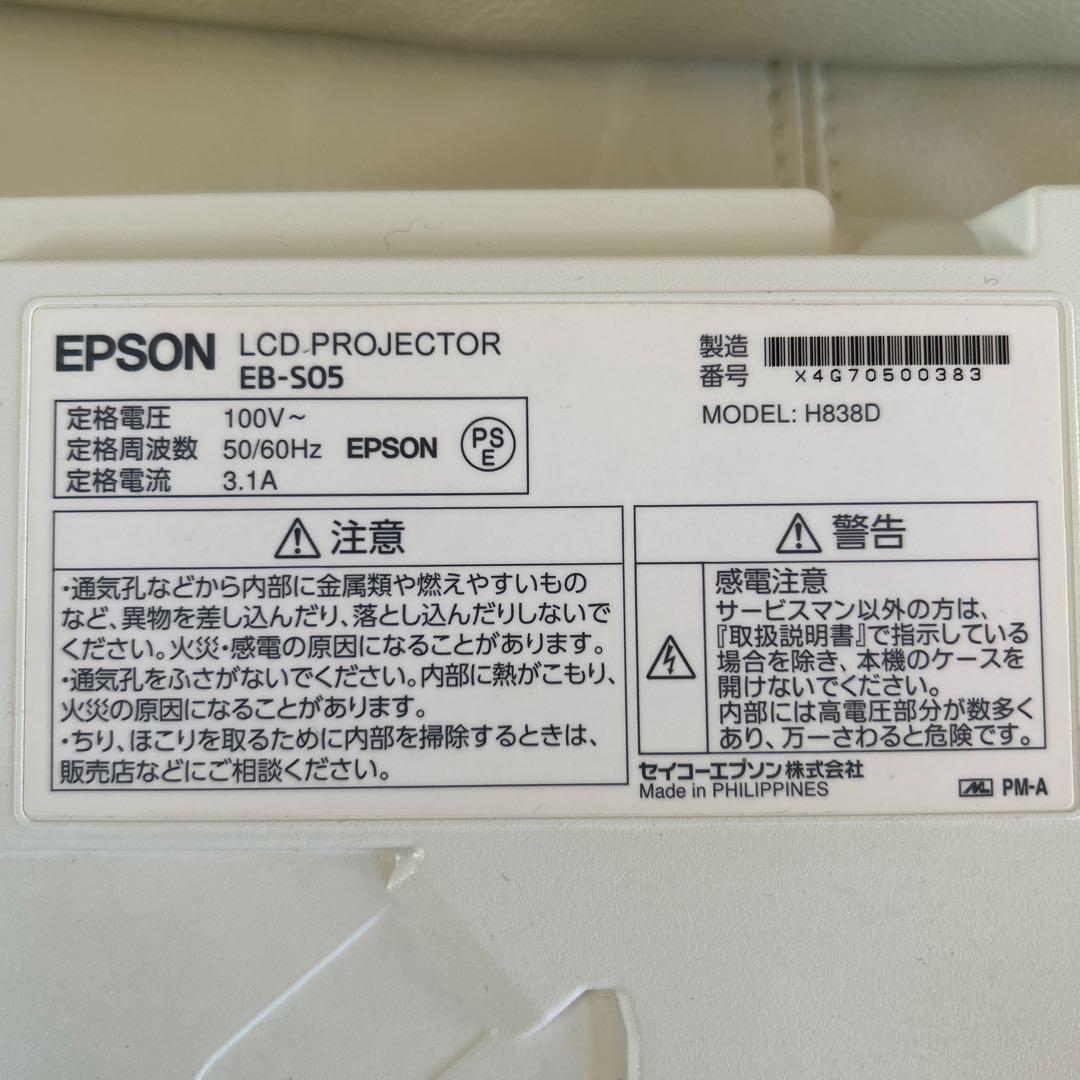 EPSON LCD PROJECTOR
EB-S05
製造
番号
X4G70500383
MODEL: H838D
定格電圧 100V～
定格周波数 50/60Hz
定格電流 3.1A
EPSON
PS
E
注意
・通気孔などから内部に金属類や燃えやすいもの
など、異物を差し込んだり、落とし込んだりしないで
ください。火災・感電の原因になることがあります。
・通気孔をふさがないでください。内部に熱がこもり、
火災の原因になることがあります。
・ちり、ほこりを取るために内部を掃除するときは、
販売店などにご相談ください。
警告
感電注意
サービスマン以外の方は、
『取扱説明書』で指示している
場合を除き、本機のケースを
開けないでください。
内部には高電圧部分が数多く
あり、万一さわると危険です。
セイコーエプソン株式会社
Made in PHILIPPINES
ML PM-A